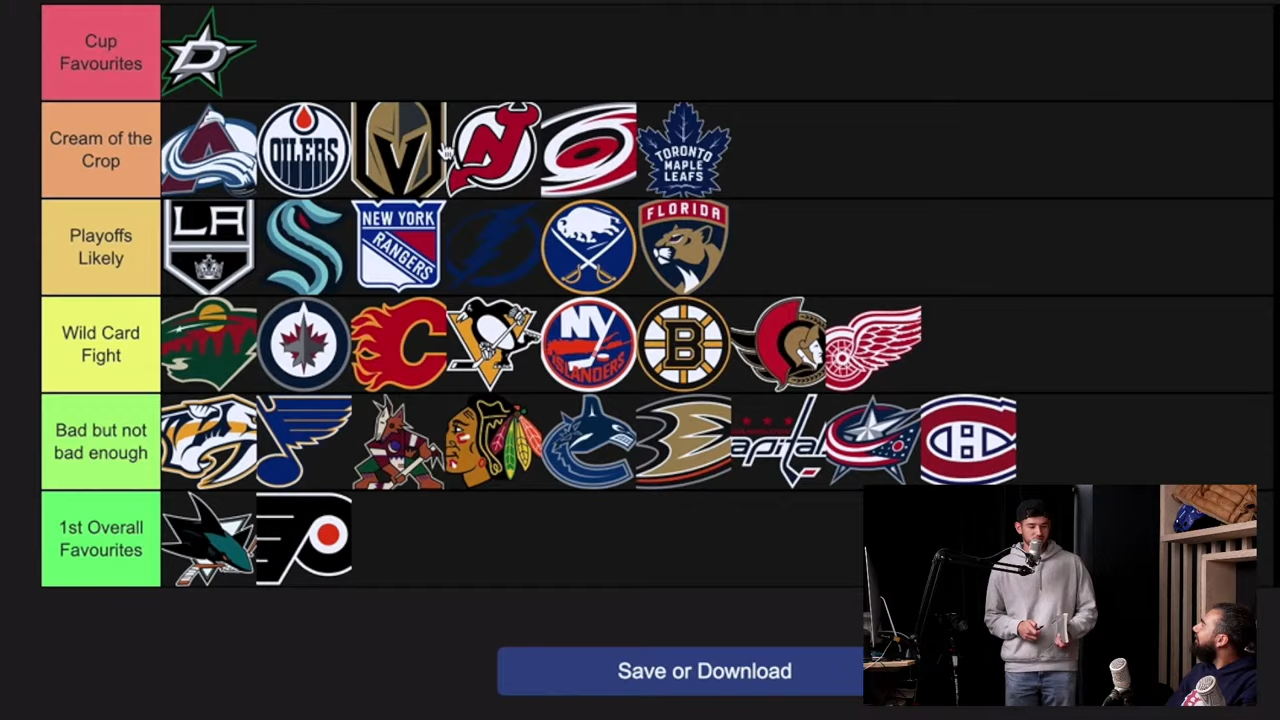 Cup
Favourites
D
Cream of the
Crop
OILERS
TORONTO
MAPLE
LEAFS
Playoffs
Likely
LA
NEW YORK
RANGERS
FLORIDA
Wild Card
Fight
C
NY
ISLANDERS
B
Bad but not
bad enough
capitals
CH
1st Overall
Favourites
P
Save or Download